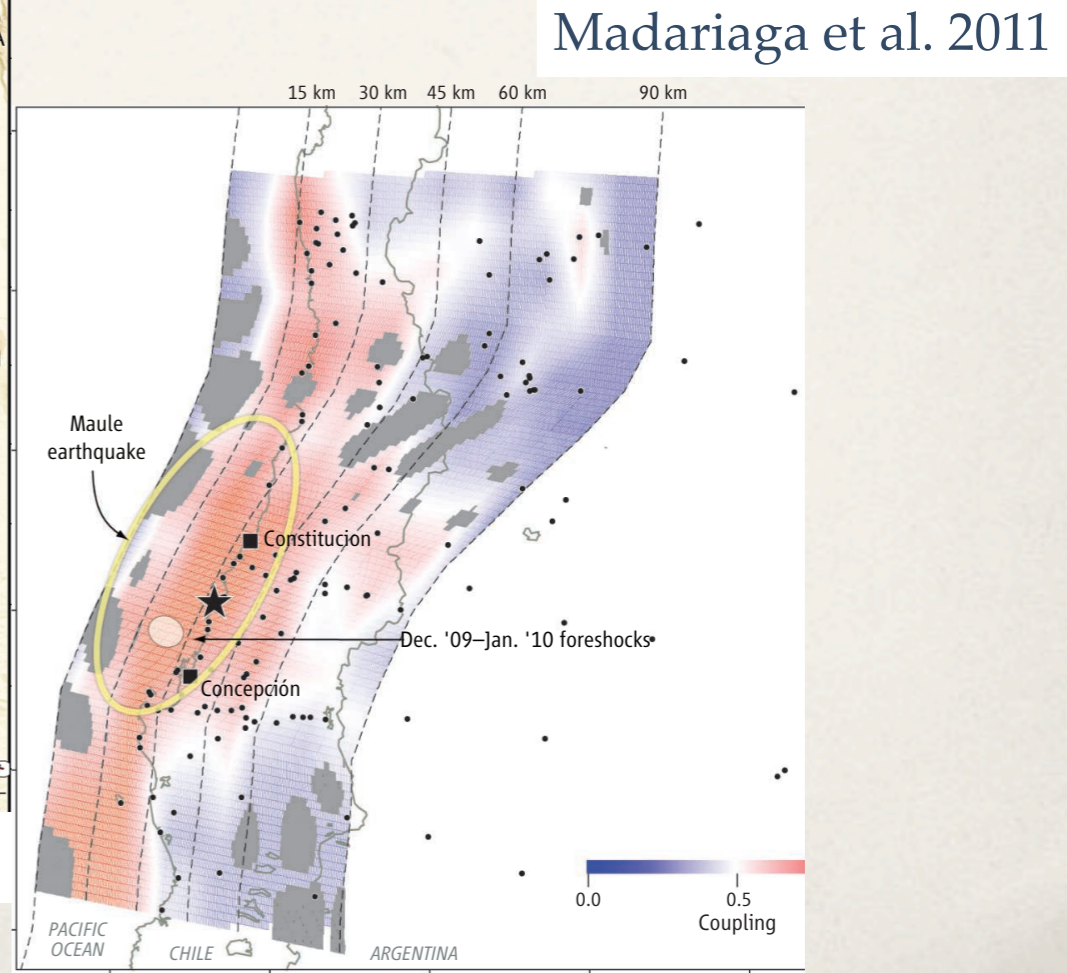 Madariaga et al. 2011
15 km 30 km 45 km 60 km 90 km
Maule
earthquake
Constitucion
Dec. '09–Jan. '10 foreshocks
Concepción
0.0 0.5
Coupling
PACIFIC
OCEAN
CHILE
ARGENTINA